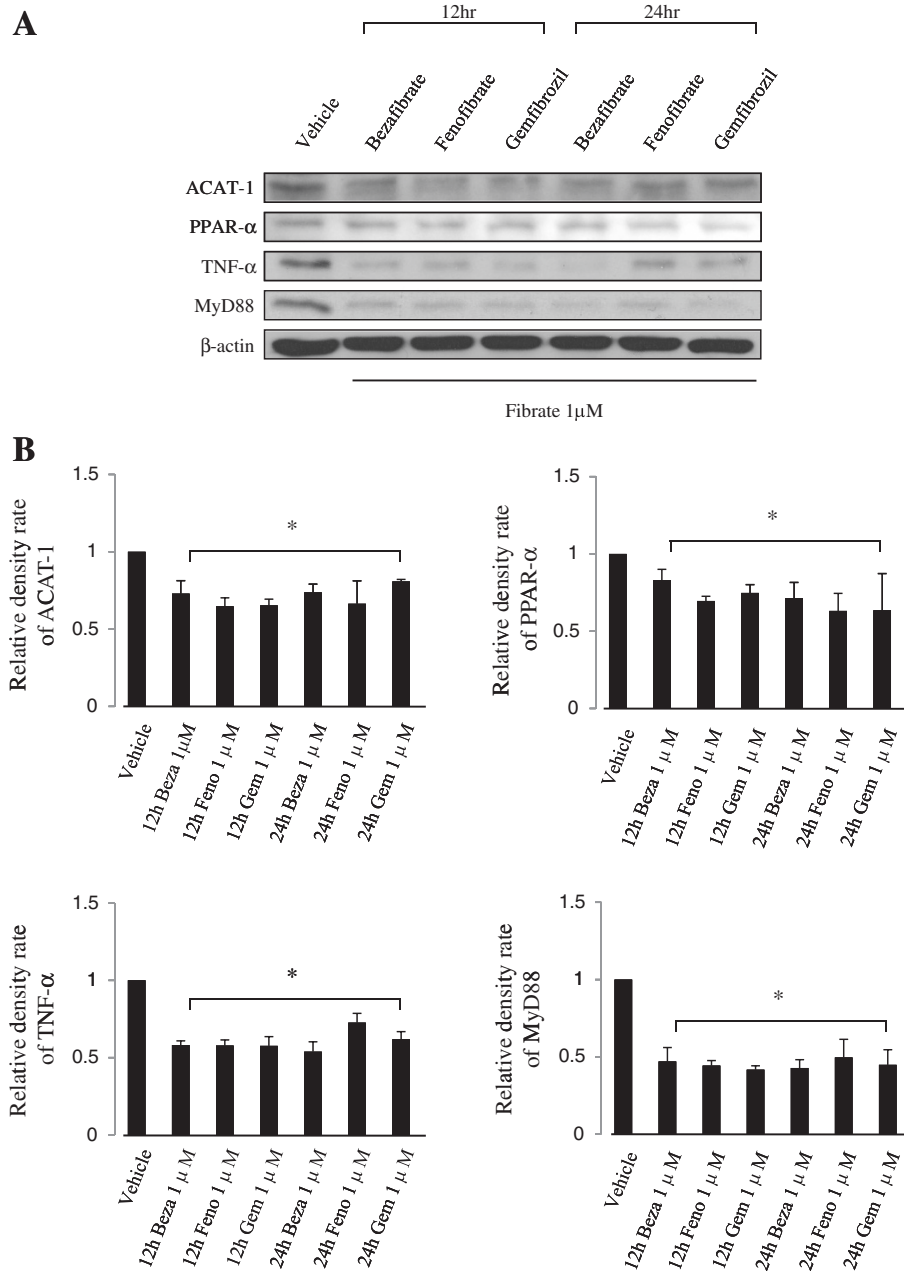 A
12hr
24hr
Vehicle
Bezafibrate
Fenofibrate
Gemfibrozil
Bezafibrate
Fenofibrate
Gemfibrozil
ACAT-1
PPAR-α
TNF-α
MyD88
β-actin
Fibrate 1μM
B
Relative density rate
of ACAT-1
1.5
1
0.5
0
*
Vehicle
12h Beza 1μM
12h Feno 1 μ M
12h Gem 1 μ M
24h Beza 1 μ M
24h Feno 1 μ M
24h Gem 1 μ M
Relative density rate
of PPAR-α
1.5
1
0.5
0
*
Vehicle
12h Beza 1 μ M
12h Feno 1 μ M
12h Gem 1 μ M
24h Beza 1 μ M
24h Feno 1 μ M
24h Gem 1 μ M
Relative density rate
of TNF-α
1.5
1
0.5
0
*
Vehicle
12h Beza 1 μ M
12h Feno 1 μ M
12h Gem 1 μ M
24h Beza 1 μ M
24h Feno 1 μ M
24h Gem 1 μ M
Relative density rate
of MyD88
1.5
1
0.5
0
*
Vehicle
12h Beza 1 μ M
12h Feno 1 μ M
12h Gem 1 μ M
24h Beza 1 μ M
24h Feno 1 μ M
24h Gem 1 μ M